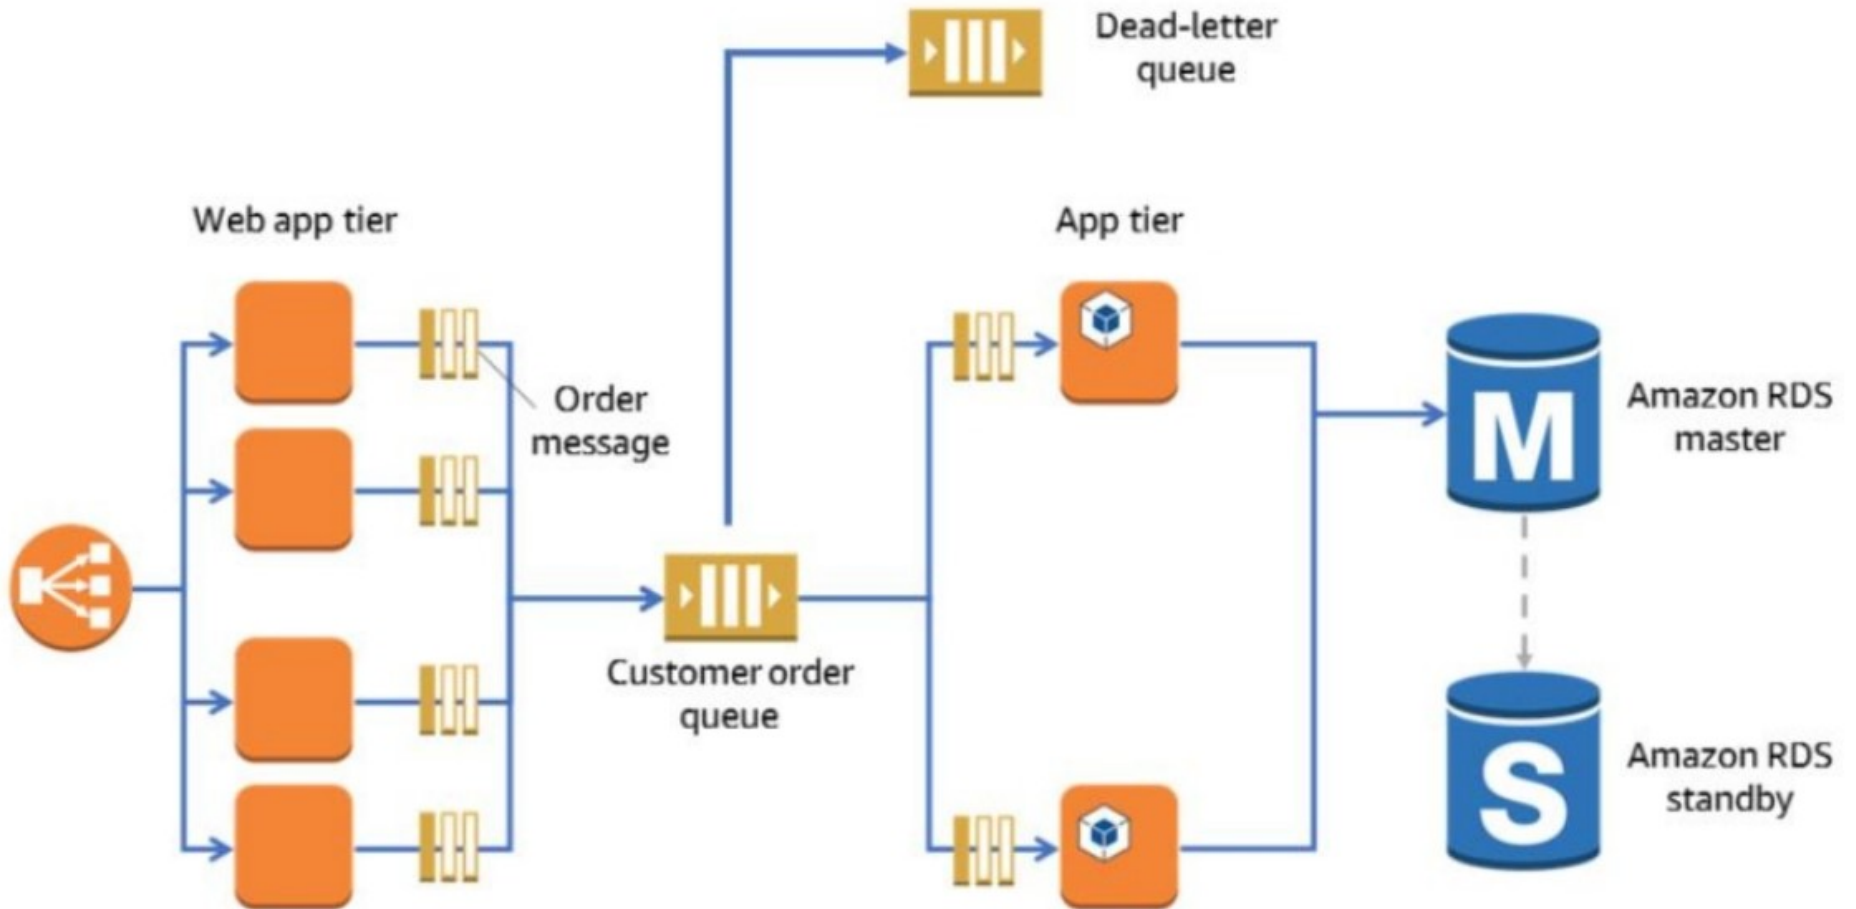 Dead-letter
queue
Web app tier
App tier
Order
message
Amazon RDS
master
M
Customer order
queue
Amazon RDS
standby
S